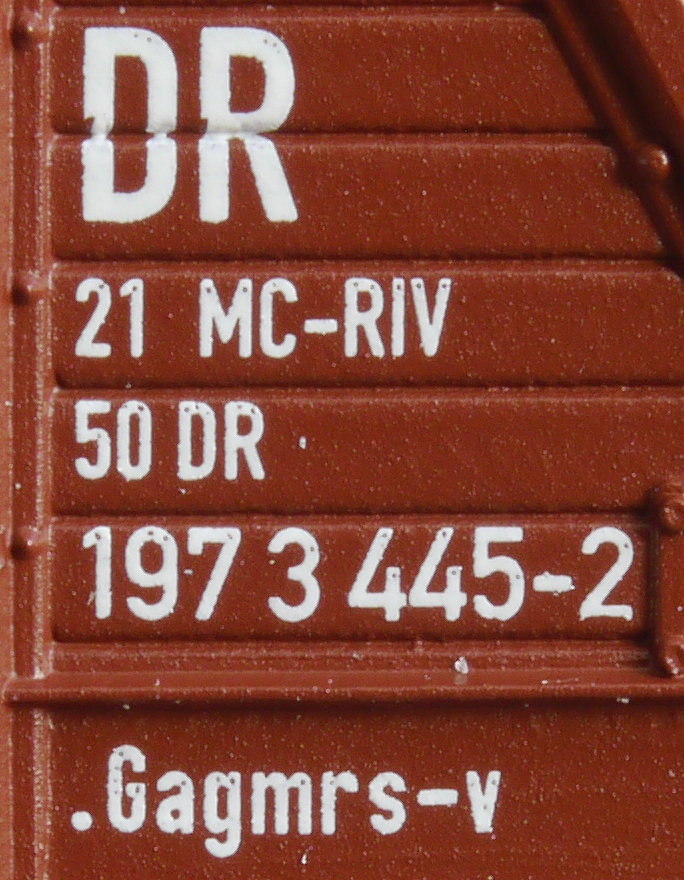 DR
21 MC-RIV
50 DR
197 3 445-2
.Gagmrs-v